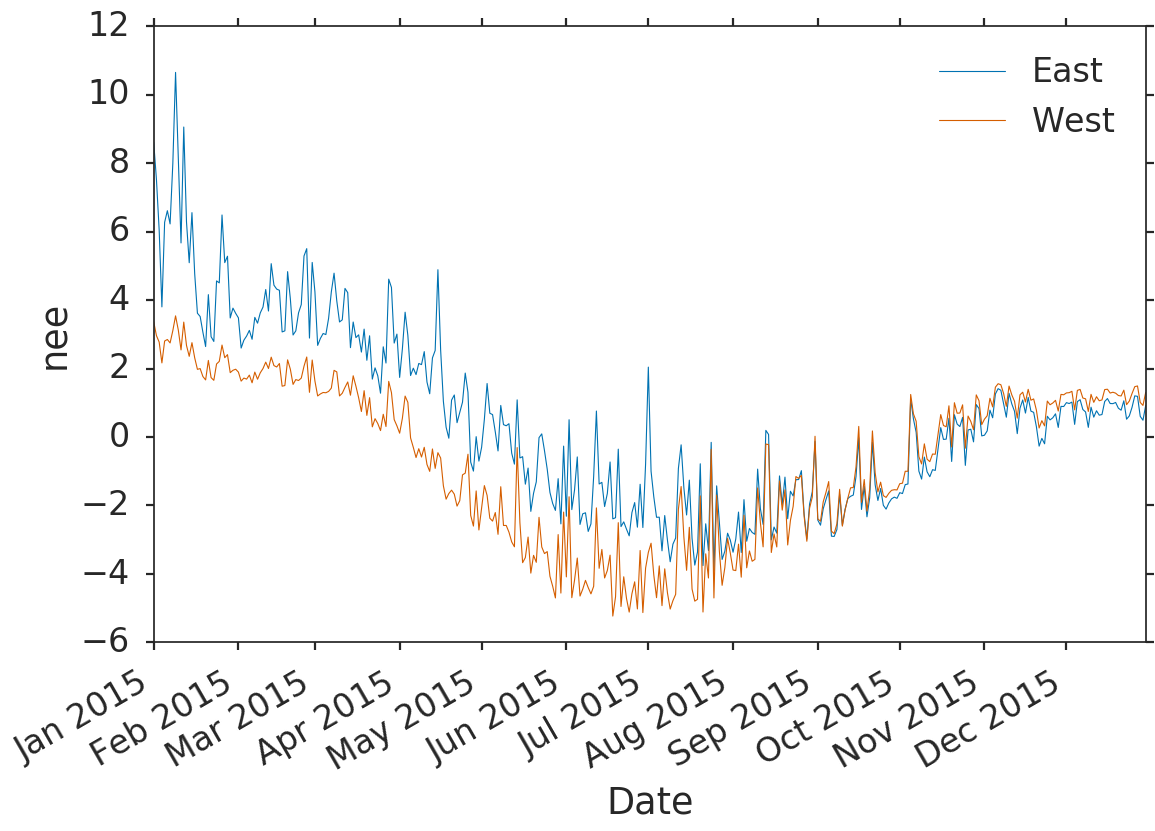 12
10
8
6
4
2
0
−2
−4
−6
nee
East
West
Jan 2015
Feb 2015
Mar 2015
Apr 2015
May 2015
Jun 2015
Jul 2015
Aug 2015
Sep 2015
Oct 2015
Nov 2015
Dec 2015
Date